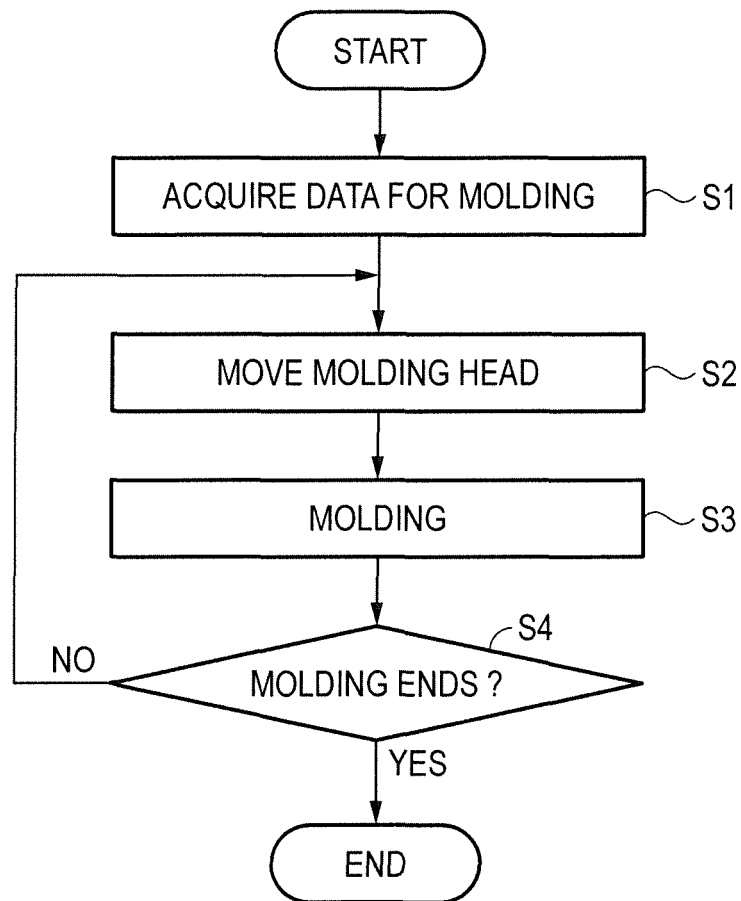 START
ACQUIRE DATA FOR MOLDING
S1
MOVE MOLDING HEAD
S2
MOLDING
S3
S4
NO
MOLDING ENDS ?
YES
END